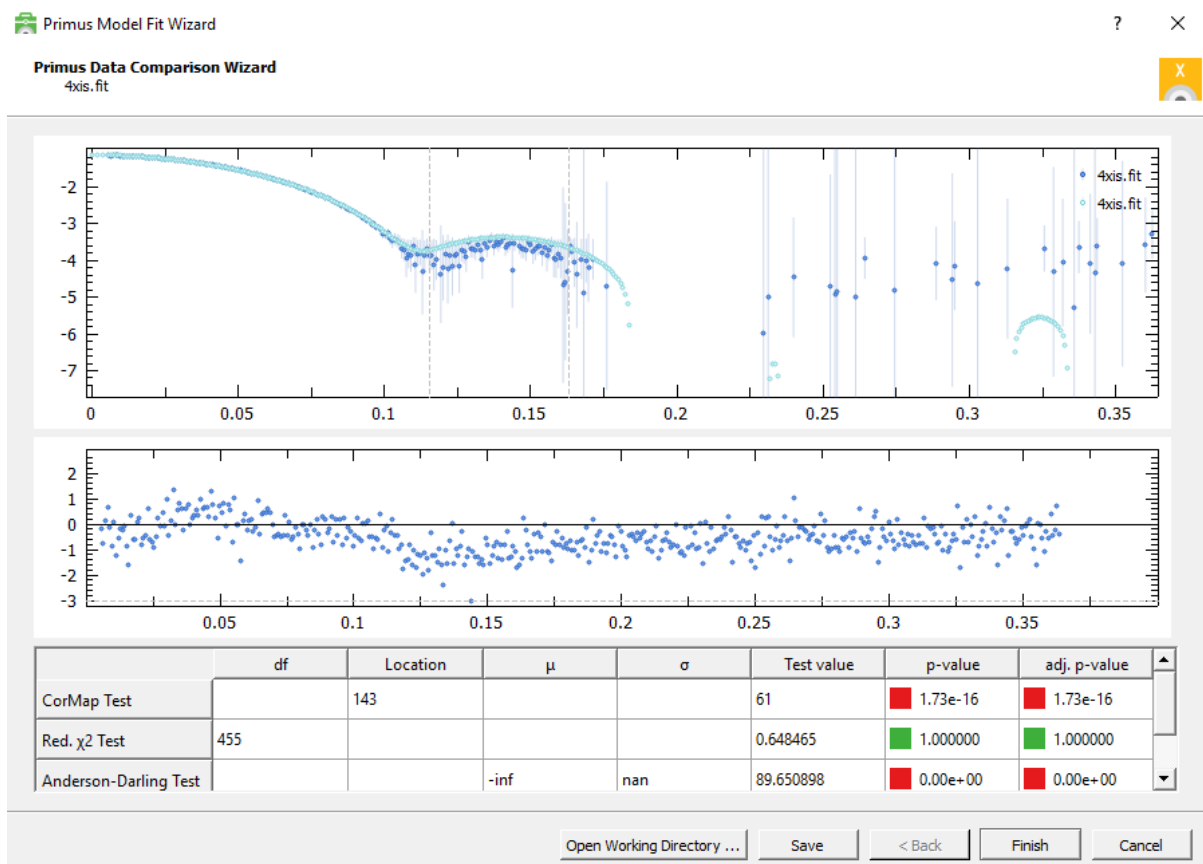 Primus Model Fit Wizard ? ×
Primus Data Comparison Wizard
4xis.fit
X
4xis.fit
4xis.fit
-2
-3
-4
-5
-6
-7
0 0.05 0.1 0.15 0.2 0.25 0.3 0.35
2
1
0
-1
-2
-3
0.05 0.1 0.15 0.2 0.25 0.3 0.35
df Location μ σ Test value p-value adj. p-value
CorMap Test 143 61 1.73e-16 1.73e-16
Red. χ2 Test 455 0.648465 1.000000 1.000000
Anderson-Darling Test -inf nan 89.650898 0.00e+00 0.00e+00
Open Working Directory ... Save < Back Finish Cancel